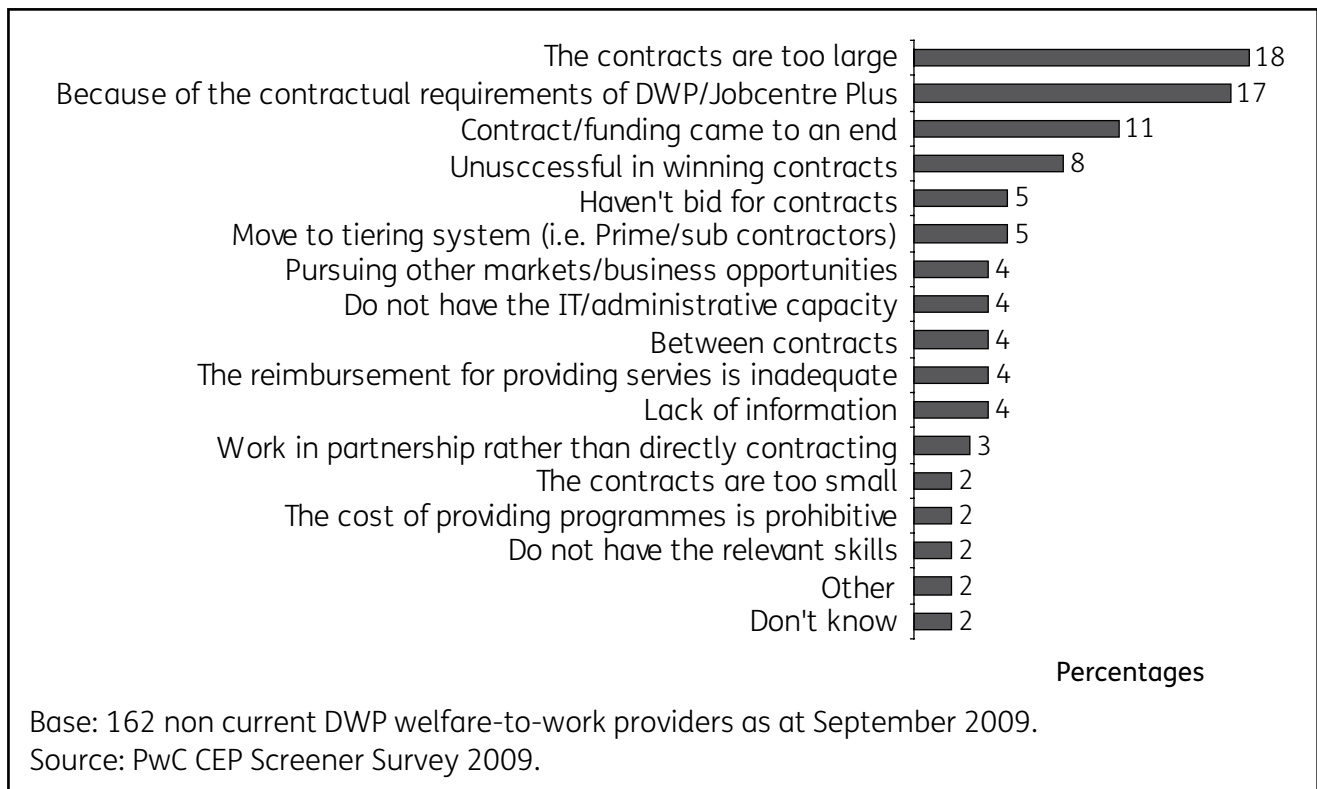 The contracts are too large 18
Because of the contractual requirements of DWP/Jobcentre Plus 17
Contract/funding came to an end 11
Unusccessful in winning contracts 8
Haven't bid for contracts 5
Move to tiering system (i.e. Prime/sub contractors) 5
Pursuing other markets/business opportunities 4
Do not have the IT/administrative capacity 4
Between contracts 4
The reimbursement for providing servies is inadequate 4
Lack of information 4
Work in partnership rather than directly contracting 3
The contracts are too small 2
The cost of providing programmes is prohibitive 2
Do not have the relevant skills 2
Other 2
Don't know 2
Percentages
Base: 162 non current DWP welfare-to-work providers as at September 2009.
Source: PwC CEP Screener Survey 2009.